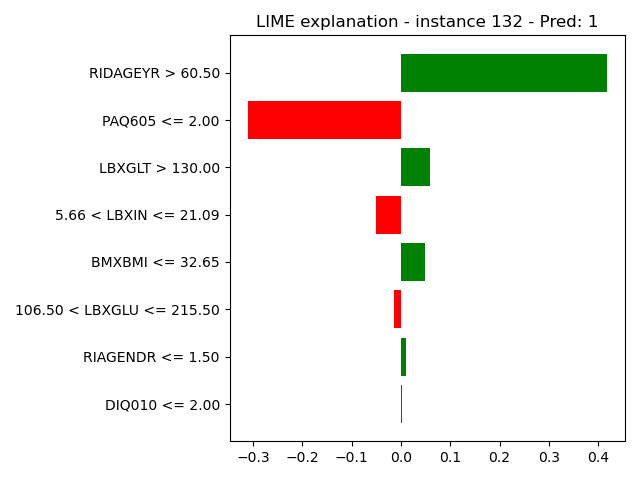 LIME explanation - instance 132 - Pred: 1
RIDAGEYR > 60.50
PAQ605 <= 2.00
LBXGLT > 130.00
5.66 < LBXIN <= 21.09
BMXBMI <= 32.65
106.50 < LBXGLU <= 215.50
RIAGENDR <= 1.50
DIQ010 <= 2.00
−0.3 −0.2 −0.1 0.0 0.1 0.2 0.3 0.4